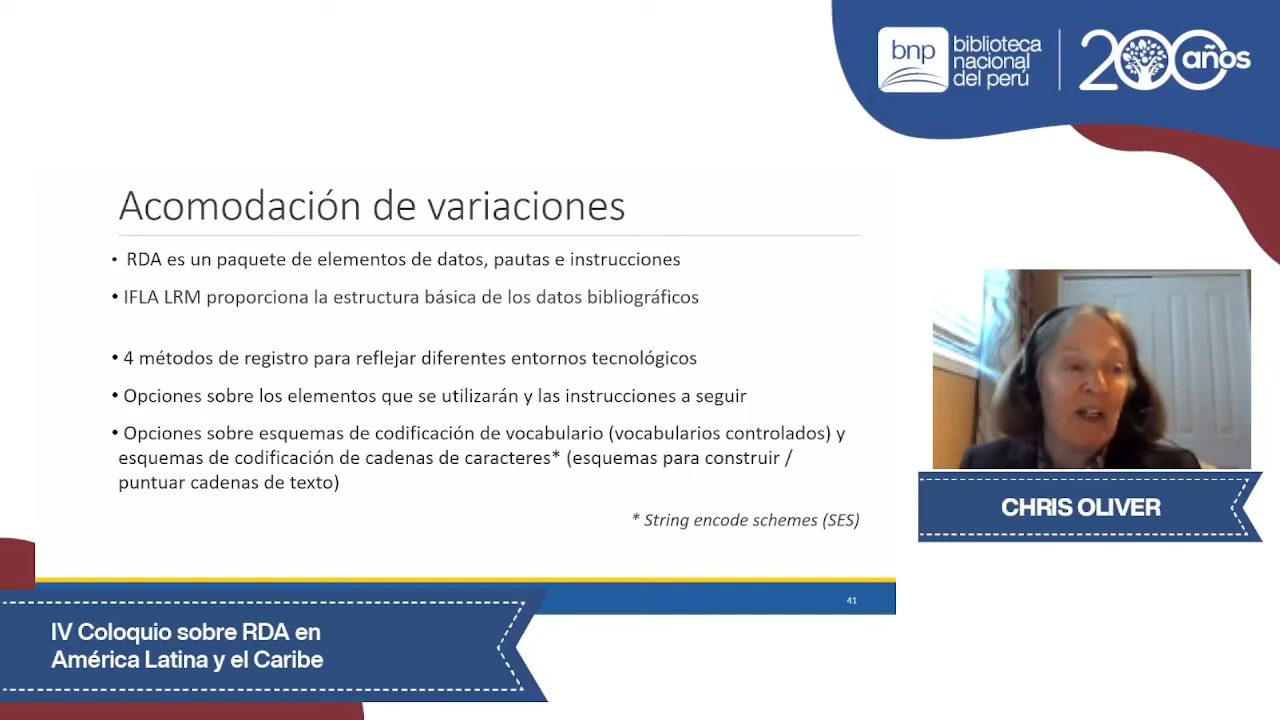 bnp
biblioteca
nacional
del perú
200 años
Acomodación de variaciones
• RDA es un paquete de elementos de datos, pautas e instrucciones
• IFLA LRM proporciona la estructura básica de los datos bibliográficos
• 4 métodos de registro para reflejar diferentes entornos tecnológicos
• Opciones sobre los elementos que se utilizarán y las instrucciones a seguir
• Opciones sobre esquemas de codificación de vocabulario (vocabularios controlados) y
esquemas de codificación de cadenas de caracteres* (esquemas para construir /
puntuar cadenas de texto)
* String encode schemes (SES)
41
CHRIS OLIVER
IV Coloquio sobre RDA en
América Latina y el Caribe